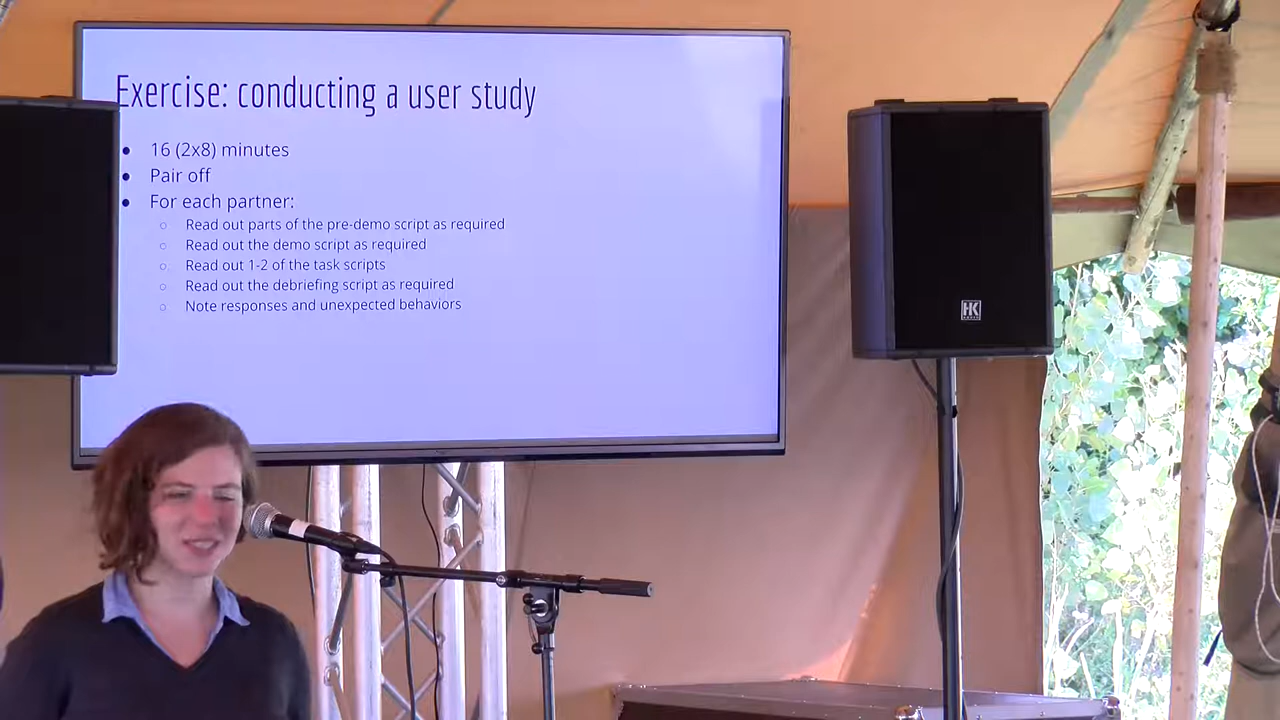 Exercise: conducting a user study
● 16 (2x8) minutes
● Pair off
● For each partner:
○ Read out parts of the pre-demo script as required
○ Read out the demo script as required
○ Read out 1-2 of the task scripts
○ Read out the debriefing script as required
○ Note responses and unexpected behaviors
HK